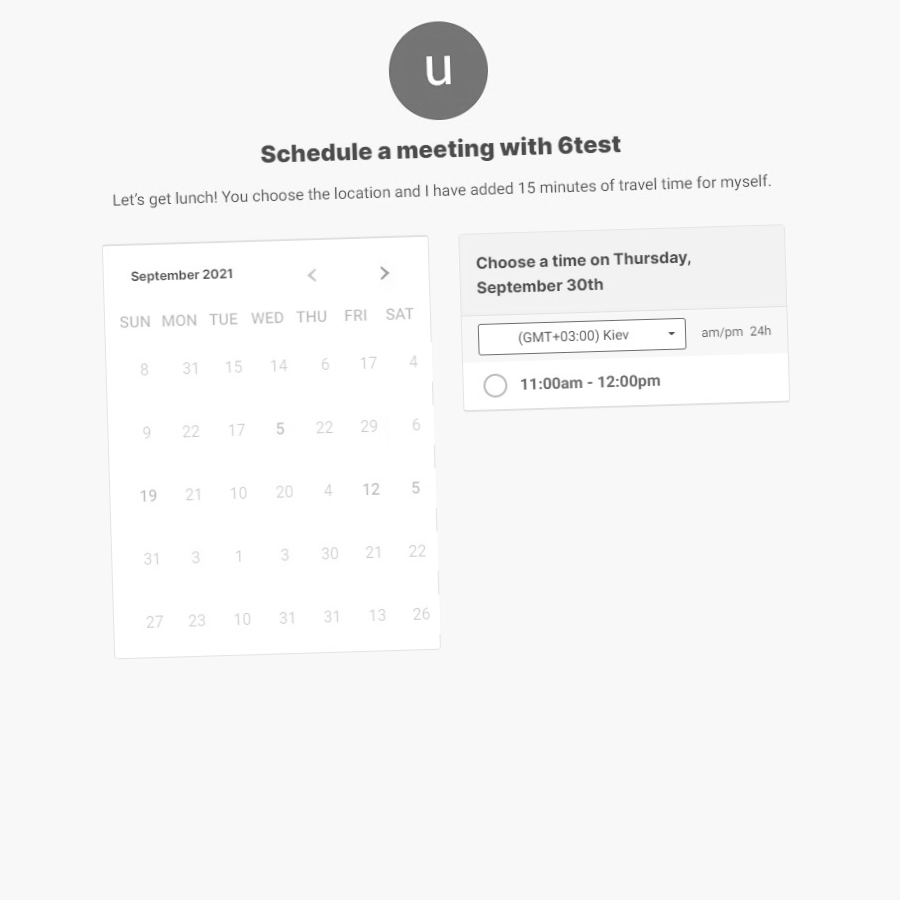 u
Schedule a meeting with 6test
Let's get lunch! You choose the location and I have added 15 minutes of travel time for myself.
September 2021
SUN MON TUE WED THU FRI SAT
8 31 15 14 6 17 4
9 22 17 5 22 29 6
19 21 10 20 4 12 5
31 3 1 3 30 21 22
27 23 10 31 31 13 26
Choose a time on Thursday,
September 30th
(GMT+03:00) Kiev am/pm 24h
11:00am - 12:00pm